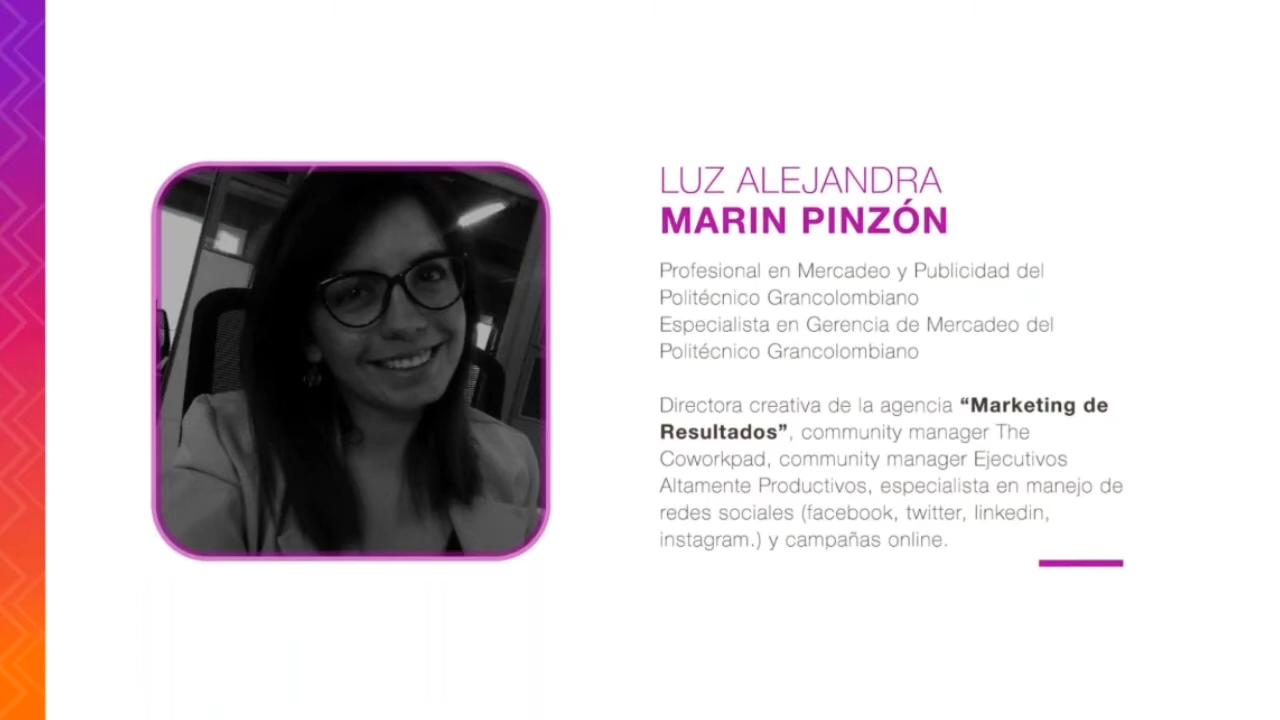 LUZ ALEJANDRA
MARIN PINZÓN
Profesional en Mercadeo y Publicidad del
Politécnico Grancolombiano
Especialista en Gerencia de Mercadeo del
Politécnico Grancolombiano
Directora creativa de la agencia “Marketing de
Resultados”, community manager The
Coworkpad, community manager Ejecutivos
Altamente Productivos, especialista en manejo de
redes sociales (facebook, twitter, linkedin,
instagram.) y campañas online.